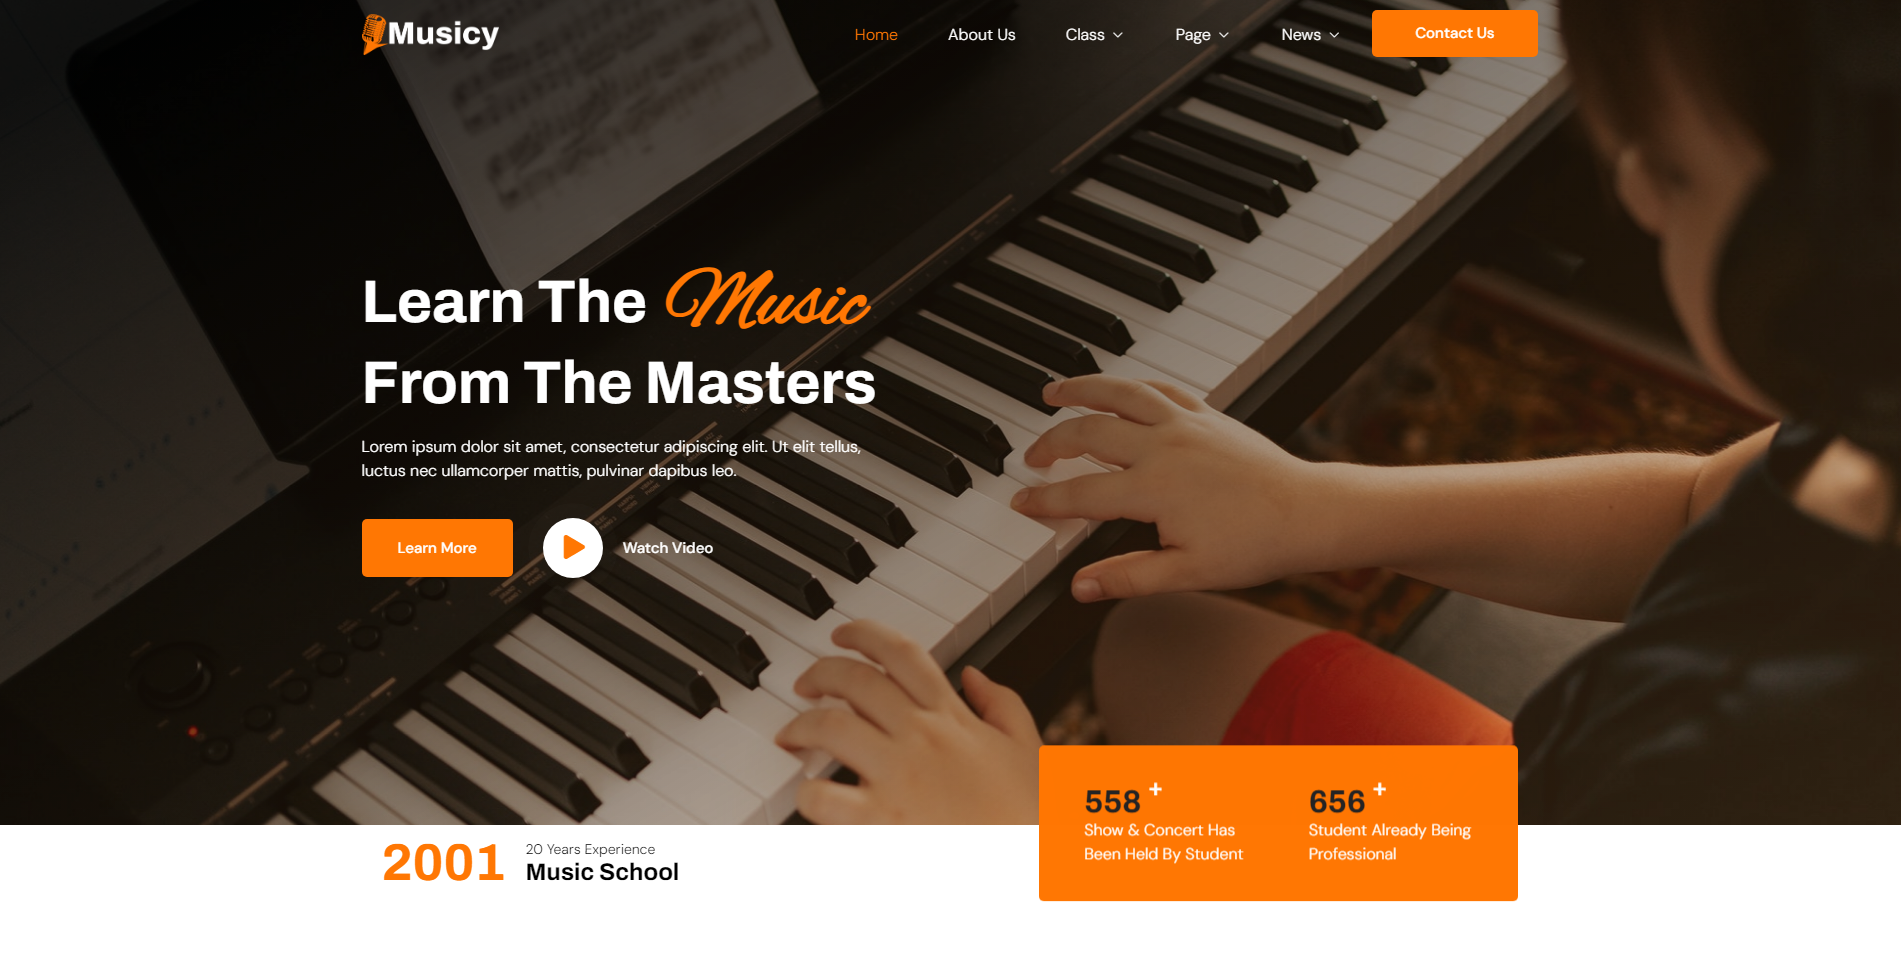 Musicy
Home
About Us
Class
Page
News
Contact Us
Learn The Music
From The Masters
Lorem ipsum dolor sit amet, consectetur adipiscing elit. Ut elit tellus,
luctus nec ullamcorper mattis, pulvinar dapibus leo.
Learn More
Watch Video
558 +
Show & Concert Has
Been Held By Student
656 +
Student Already Being
Professional
2001
20 Years Experience
Music School